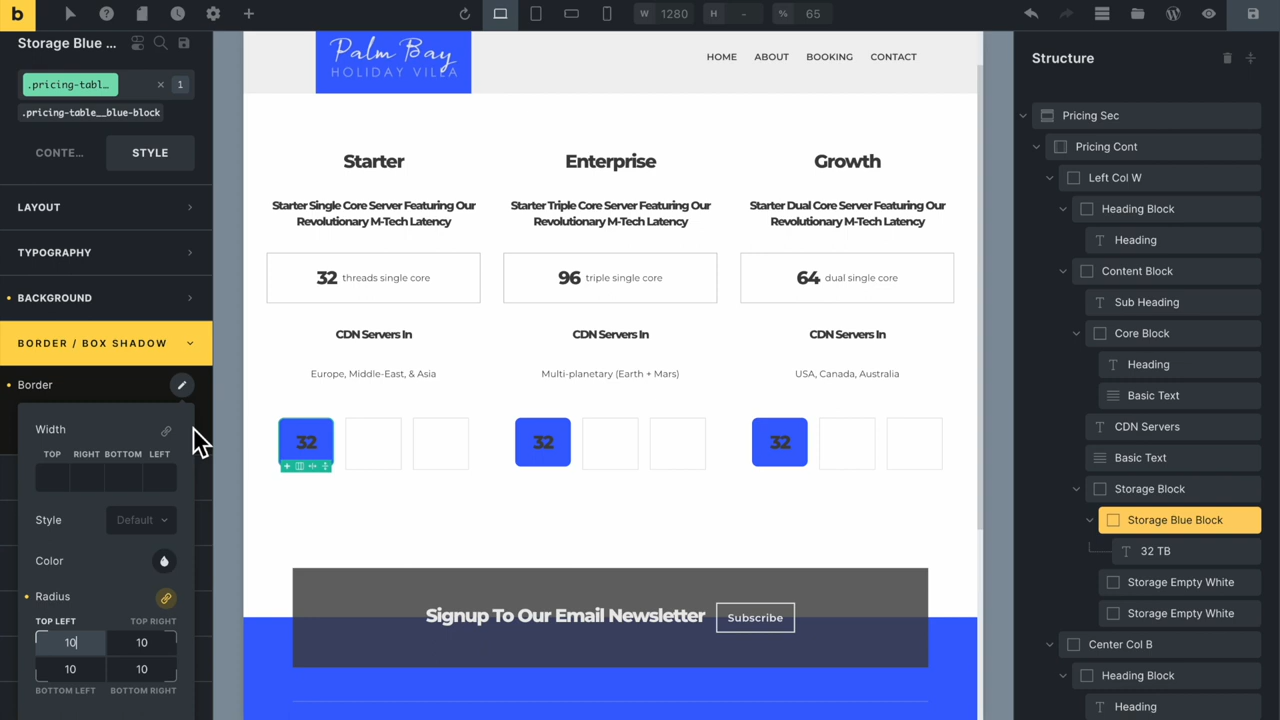 b
W 1280 H - % 65
Storage Blue ...
.pricing-tabl... × 1
.pricing-table__blue-block
CONTE... STYLE
LAYOUT
TYPOGRAPHY
BACKGROUND
BORDER / BOX SHADOW
Border
Width
TOP RIGHT BOTTOM LEFT
Style Default
Color
Radius
TOP LEFT TOP RIGHT
10 10
10 10
BOTTOM LEFT BOTTOM RIGHT
Palm Bay
HOLIDAY VILLA
HOME ABOUT BOOKING CONTACT
Starter
Starter Single Core Server Featuring Our
Revolutionary M-Tech Latency
32 threads single core
CDN Servers In
Europe, Middle-East, & Asia
32
Enterprise
Starter Triple Core Server Featuring Our
Revolutionary M-Tech Latency
96 triple single core
CDN Servers In
Multi-planetary (Earth + Mars)
32
Growth
Starter Dual Core Server Featuring Our
Revolutionary M-Tech Latency
64 dual single core
CDN Servers In
USA, Canada, Australia
32
Signup To Our Email Newsletter Subscribe
Structure
Pricing Sec
Pricing Cont
Left Col W
Heading Block
Heading
Content Block
Sub Heading
Core Block
Heading
Basic Text
CDN Servers
Basic Text
Storage Block
Storage Blue Block
32 TB
Storage Empty White
Storage Empty White
Center Col B
Heading Block
Heading